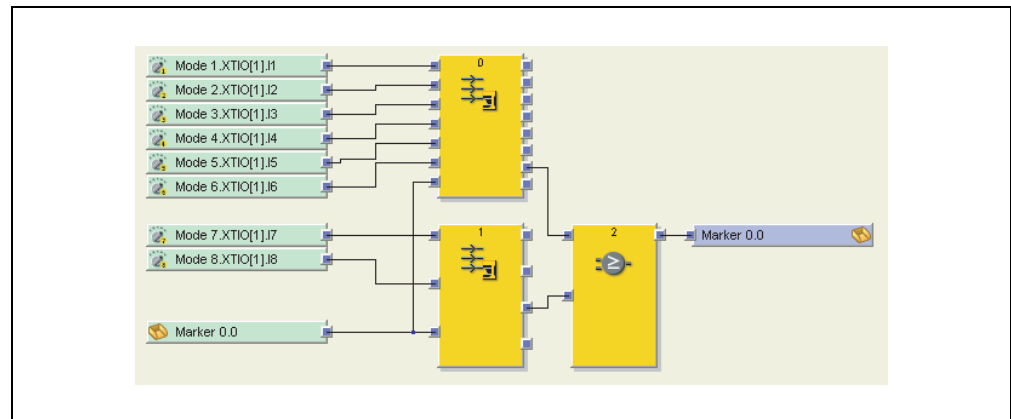 Mode 1.XTIO[1].I1
Mode 2.XTIO[1].I2
Mode 3.XTIO[1].I3
Mode 4.XTIO[1].I4
Mode 5.XTIO[1].I5
Mode 6.XTIO[1].I6
0
Mode 7.XTIO[1].I7
Mode 8.XTIO[1].I8
Marker 0.0
1
2
Marker 0.0